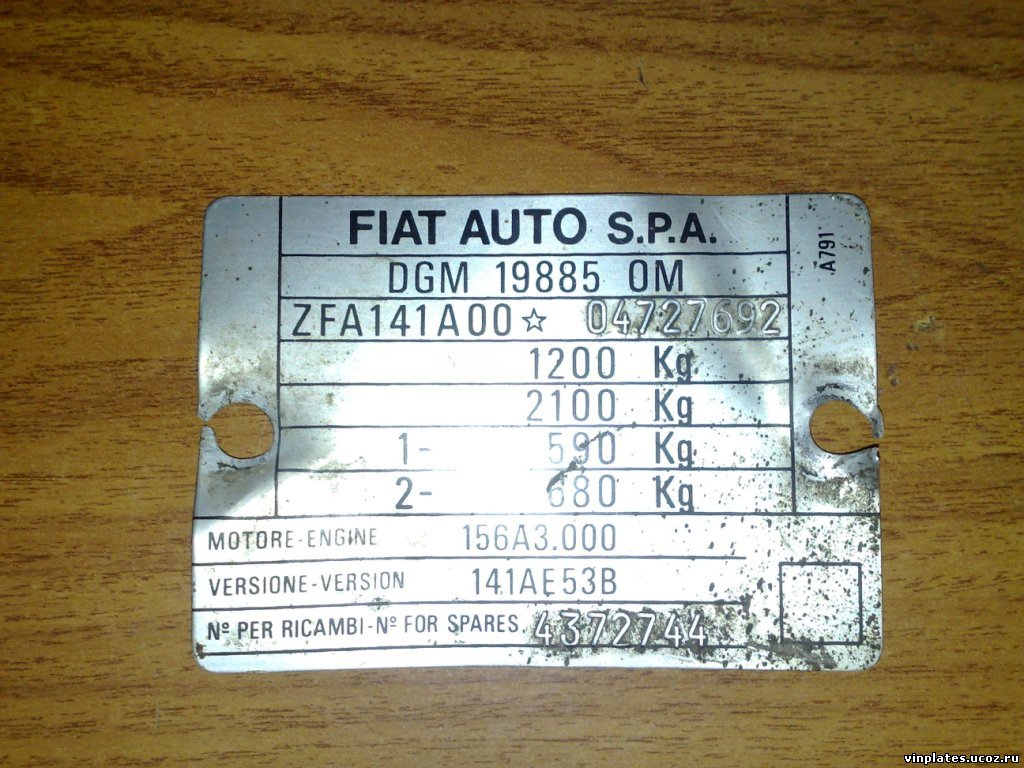 FIAT AUTO S.P.A.
A791
DGM 19885 OM
ZFA141A00☆ 04727692
1200 Kg
2100 Kg
1- 590 Kg
2- 680 Kg
MOTORE-ENGINE 156A3.000
VERSIONE-VERSION 141AE53B
Nº PER RICAMBI-Nº FOR SPARES 4372744
vinplates.ucoz.ru